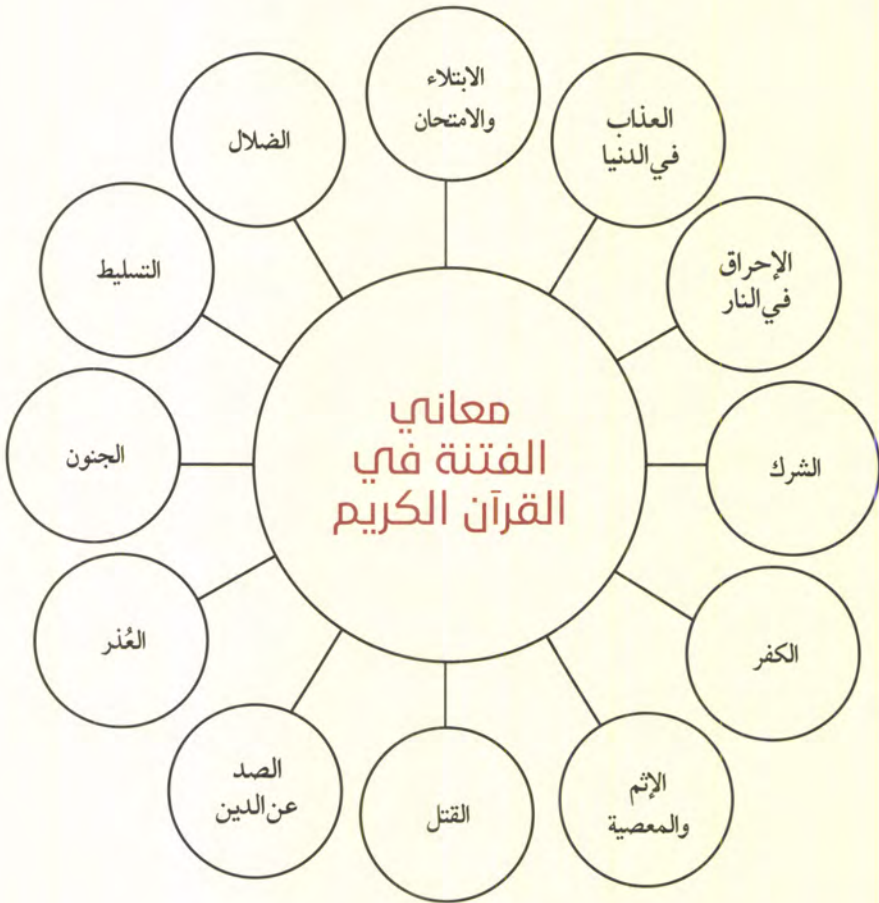 معاني
الفتنة في
القرآن الكريم
الابتلاء
والامتحان
العذاب
في الدنيا
الإحراق
في النار
الشرك
الكفر
الإثم
والمعصية
القتل
الصد
عن الدين
العُذر
الجنون
التسليط
الضلال